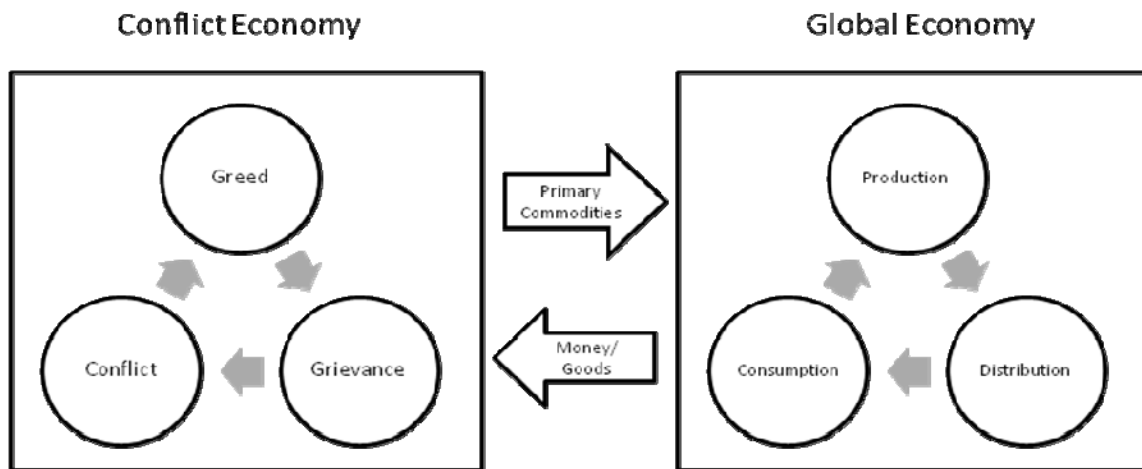 Conflict Economy
Global Economy
Greed
Conflict
Grievance
Primary
Commodities
Money/
Goods
Production
Consumption
Distribution